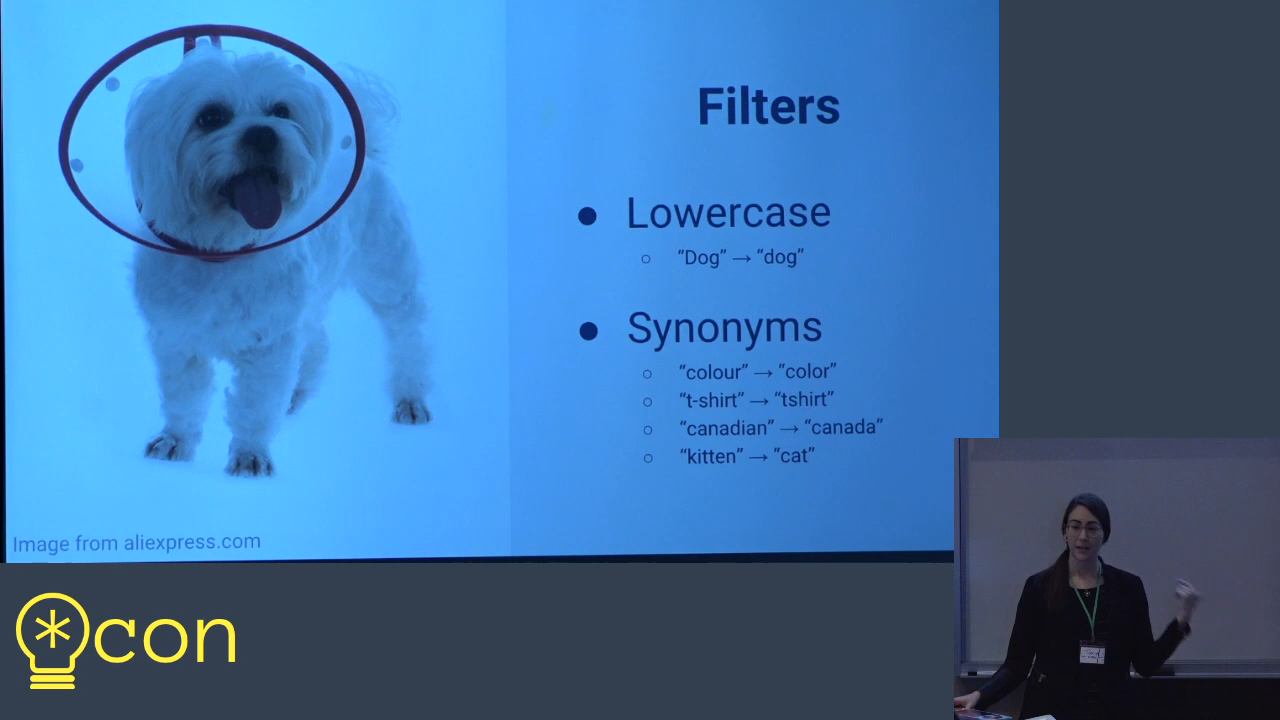 Filters
● Lowercase
○ "Dog" → "dog"
● Synonyms
○ "colour" → "color"
○ "t-shirt" → "tshirt"
○ "canadian" → "canada"
○ "kitten" → "cat"
Image from aliexpress.com
*con